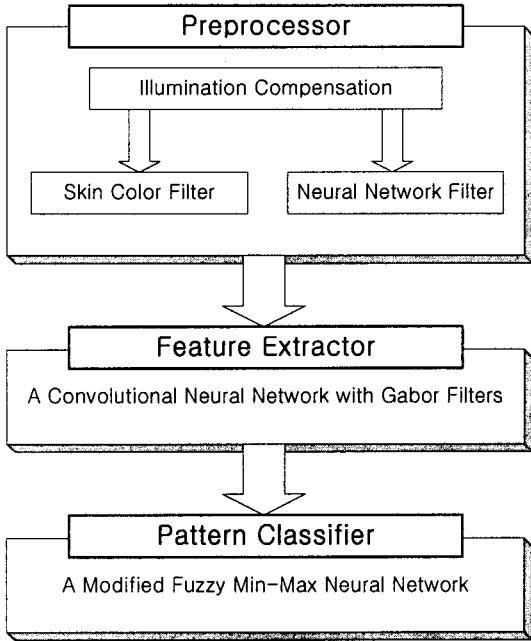 Preprocessor
Illumination Compensation
Skin Color Filter
Neural Network Filter
Feature Extractor
A Convolutional Neural Network with Gabor Filters
Pattern Classifier
A Modified Fuzzy Min-Max Neural Network